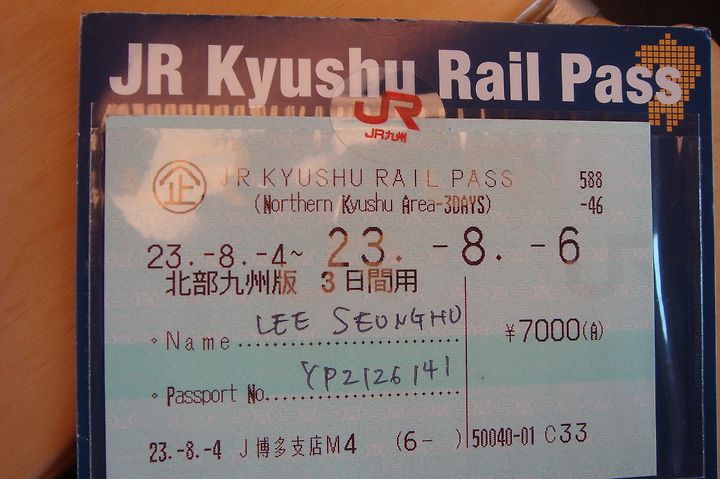 JR Kyushu Rail Pass
JR
JR九州
企 JR KYUSHU RAIL PASS 588
(Northern Kyushu Area-3DAYS) -46
23.-8.-4~ 23.-8.-6
北部九州版 3日間用
Name LEE SEUNGHO ¥7000(A)
Passport No. YP2126141
23.-8.-4 J博多支店M4 (6- ) 50040-01 C33